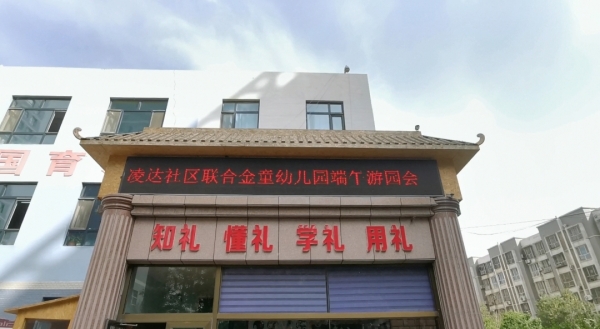 凌达社区联合金童幼儿园端午游园会
知礼 懂礼 学礼 用礼
国育